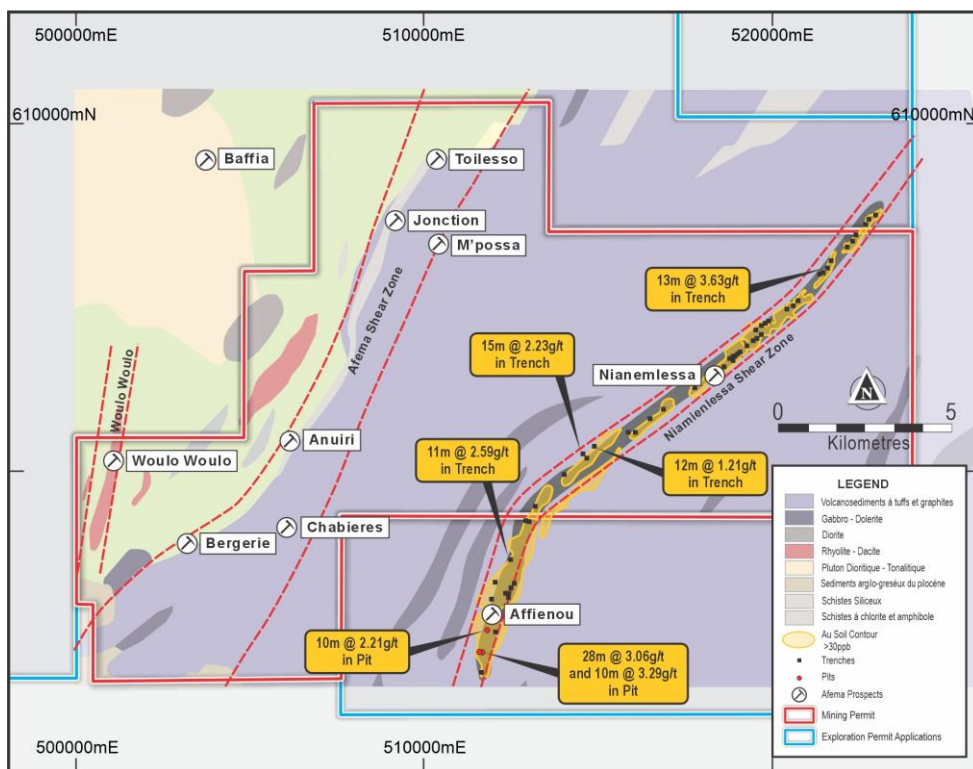 500000mE
510000mE
520000mE
610000mN
610000mN
Baffia
Toilesso
Jonction
M'possa
Afema Shear Zone
13m @ 3.63g/t
in Trench
15m @ 2.23g/t
in Trench
Nianemlessa
Niamienlessa Shear Zone
N
0
5
Kilometres
Woulo Woulo
Woulo Woulo
Anuiri
11m @ 2.59g/t
in Trench
12m @ 1.21g/t
in Trench
Chabieres
Bergerie
Affienou
10m @ 2.21g/t
in Pit
28m @ 3.06g/t
and 10m @ 3.29g/t
in Pit
LEGEND
Volcanosediments à tuffs et graphites
Gabbro - Dolerite
Diorite
Rhyolite - Dacite
Pluton Dioritique - Tonalitique
Sediments argilo-greséux du pilocéne
Schistes Siliceux
Schistes à chlorite et amphibole
Au Soil Contour
>30ppb
Trenches
Pits
Afema Prospects
Mining Permit
Exploration Permit Applications
500000mE
510000mE